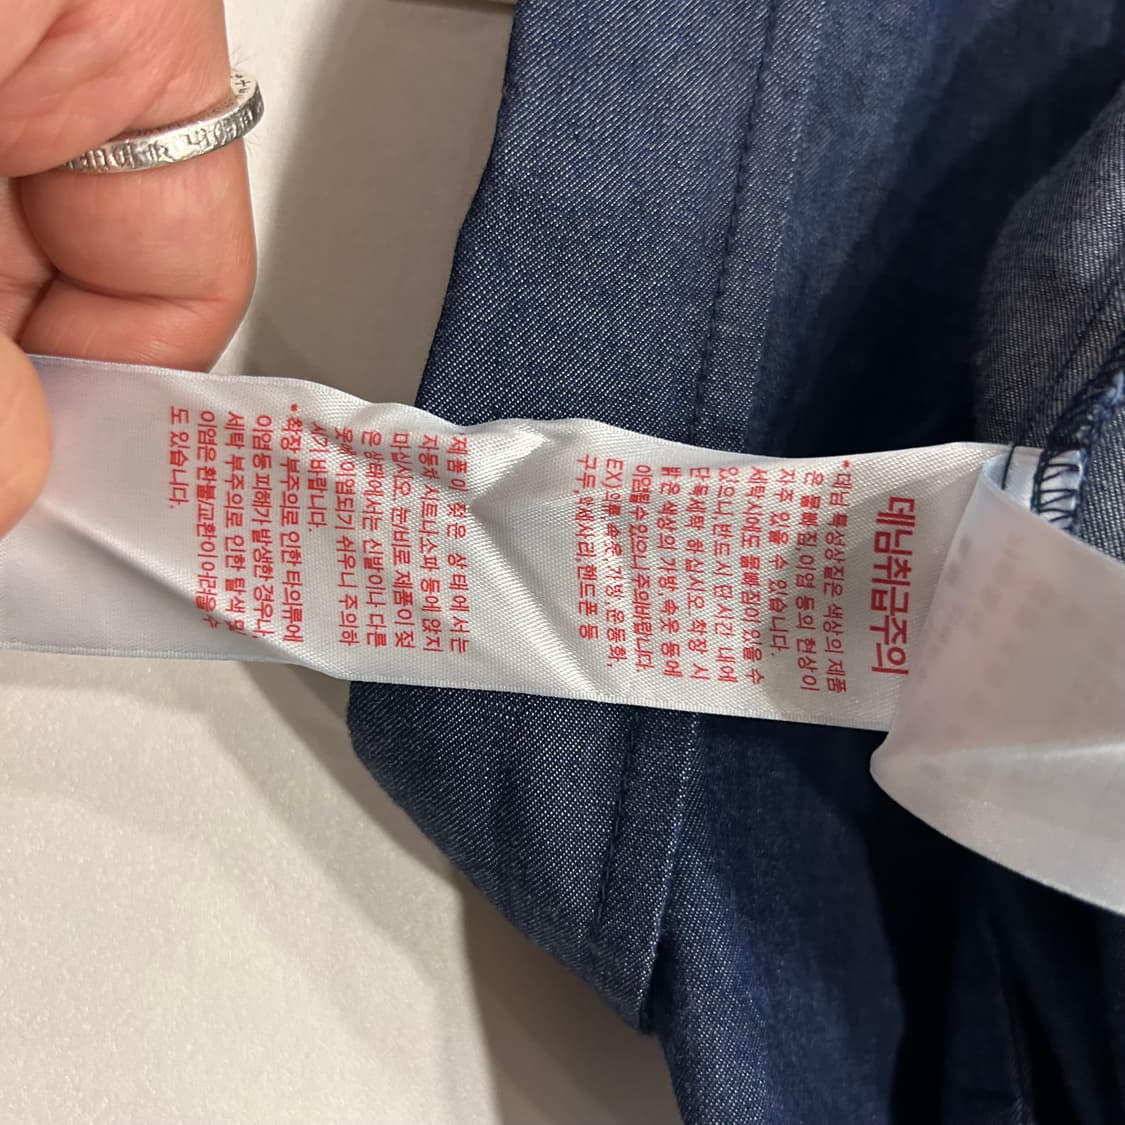 데님취급주의
*데님 특성상짙은 색상의 제품
은 물빠짐 이염 등의 현상이
자주 있을 수 있습니다.
세탁시에도 물빠짐이 있을 수
있으니 반드시 단시간 내에
단독세탁 하십시오 착장 시
밝은 색상의 가방, 속옷 등에
이염될수있으니 주의바랍니다
EX)의류, 속옷, 가방, 운동화,
구두, 악세사리, 핸드폰 등
제품이 젖은 상태에서는
자동차 시트나소파 등에 앉지
마십시오 눈/비로 제품이 젖
은 상태에서는 신발이나 다른
옷에 이염되기 쉬우니 주의하
시기 바랍니다.
*착장 부주의로 인한 타의류에
이염등 피해가 발생한 경우나,
세탁 부주의로 인한 탈색 및
이염은 환불교환이 어려울 수
도 있습니다.